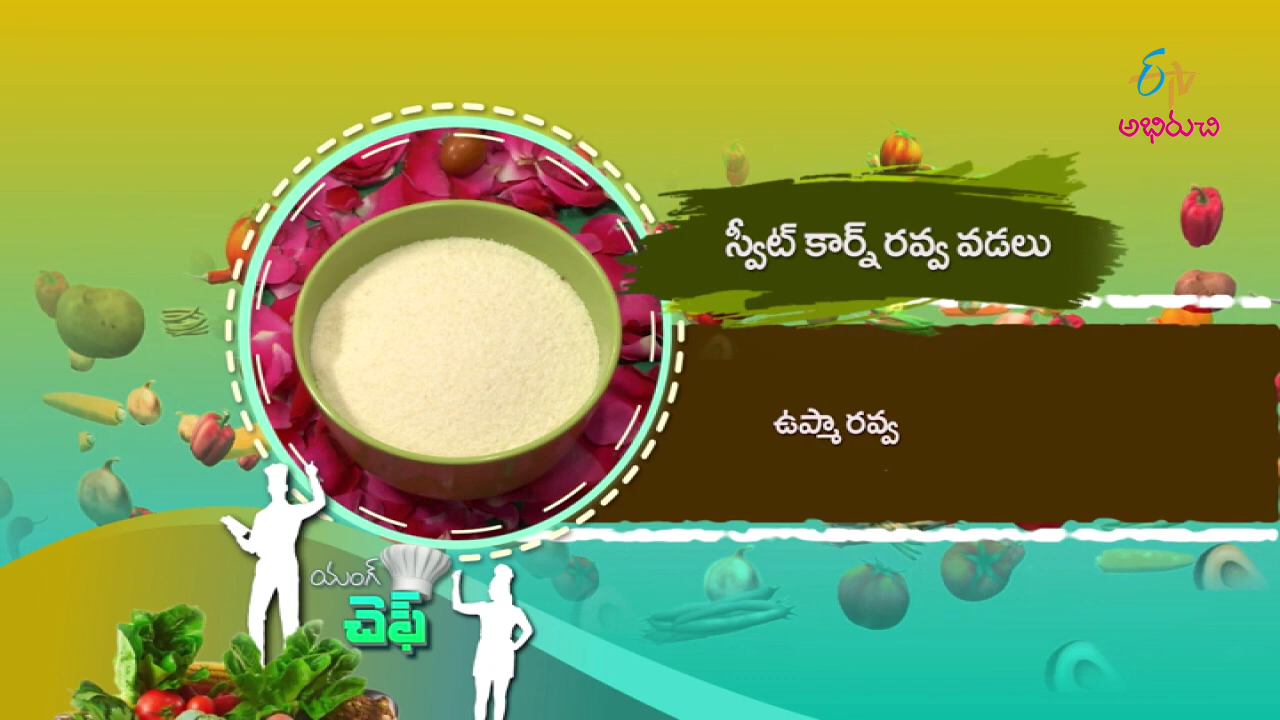 ETV
అభిరుచి
స్వీట్ కార్న్ రవ్వ వడలు
ఉప్మా రవ్వ
యంగ్
చెఫ్